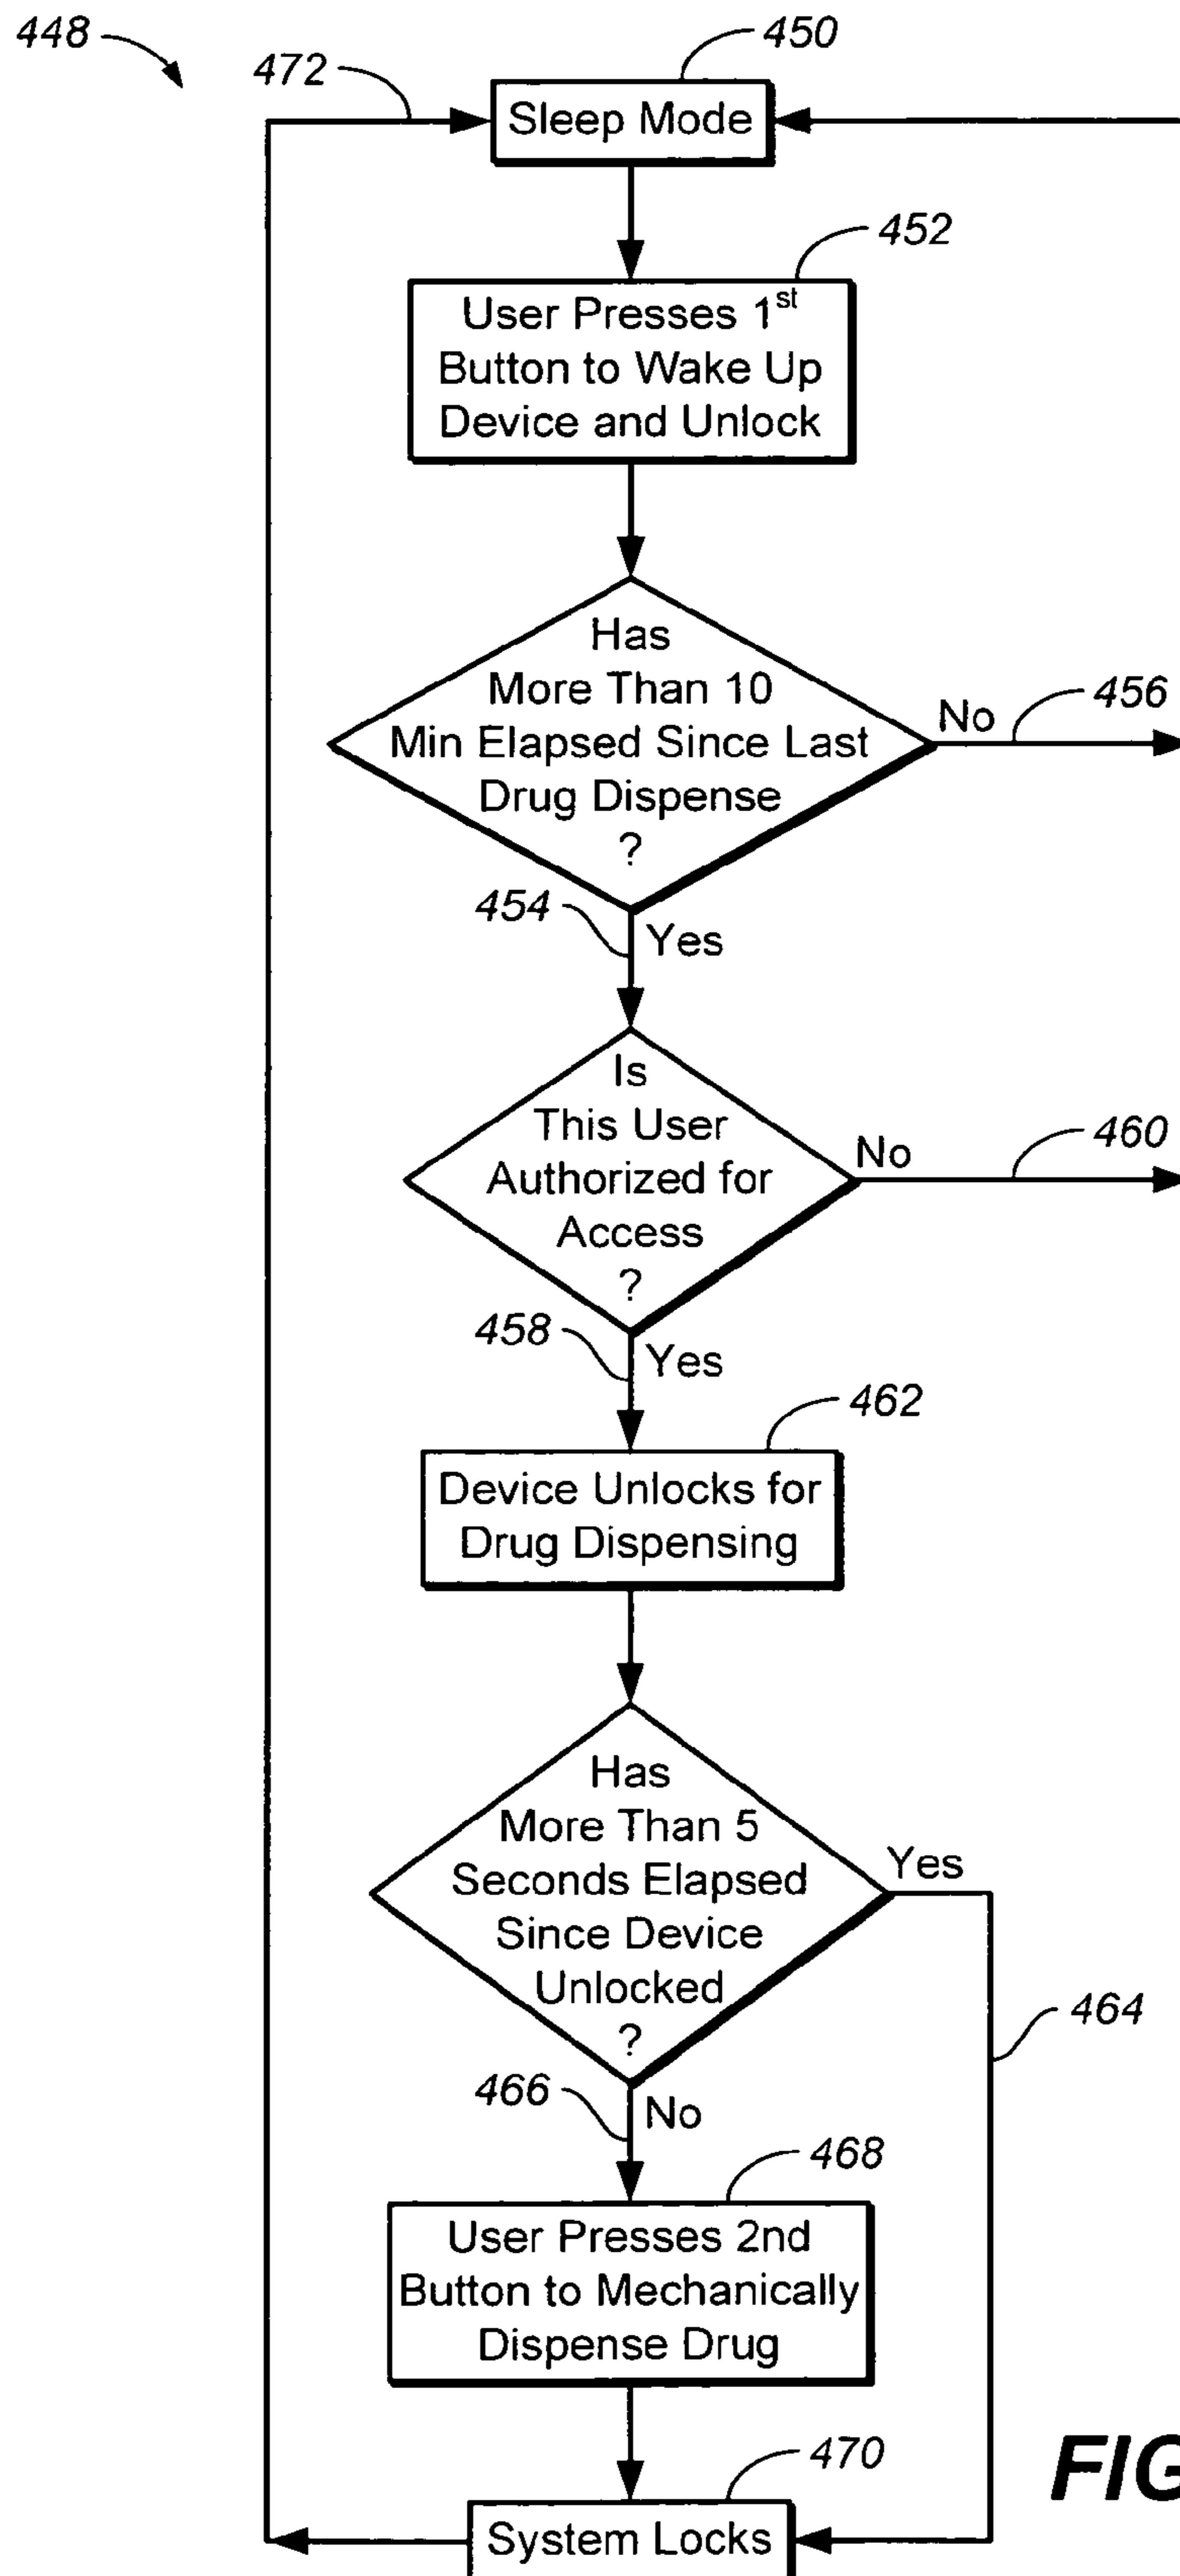 448
450
472
Sleep Mode
452
User Presses 1st
Button to Wake Up
Device and Unlock
Has
More Than 10
Min Elapsed Since Last
Drug Dispense
?
No
456
454
Yes
Is
This User
Authorized for
Access
?
No
460
458
Yes
462
Device Unlocks for
Drug Dispensing
Has
More Than 5
Seconds Elapsed
Since Device
Unlocked
?
Yes
464
466
No
468
User Presses 2nd
Button to Mechanically
Dispense Drug
470
System Locks
FIG